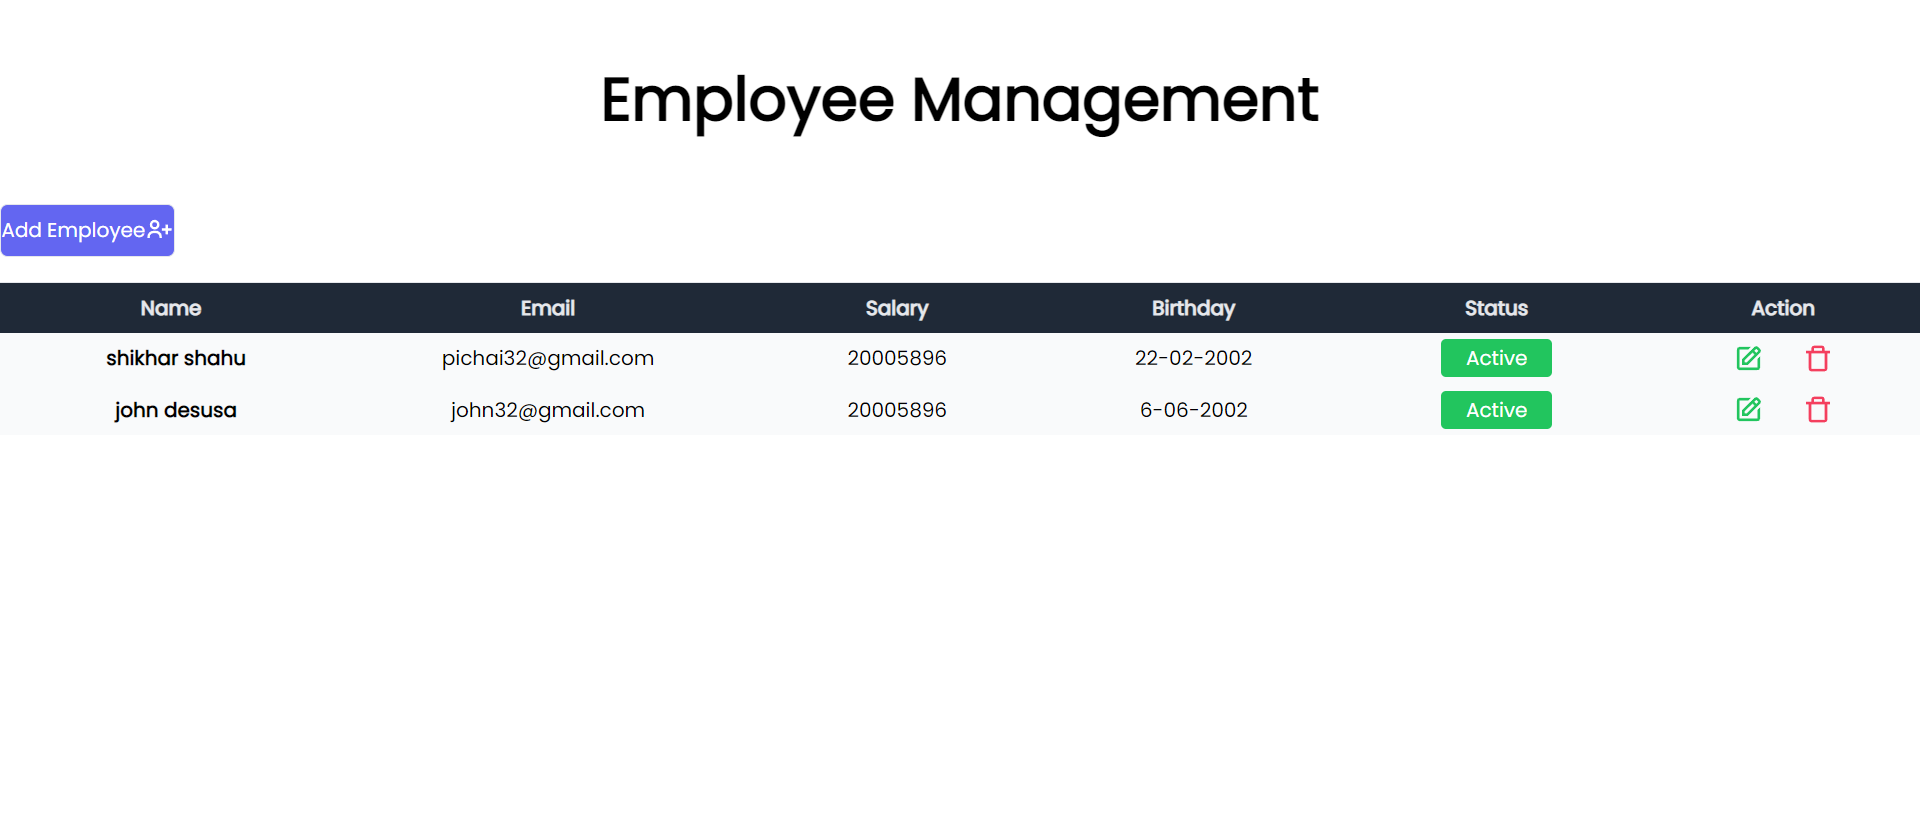 Employee Management
Add Employee
Name Email Salary Birthday Status Action
shikhar shahu pichai32@gmail.com 20005896 22-02-2002 Active
john desusa john32@gmail.com 20005896 6-06-2002 Active